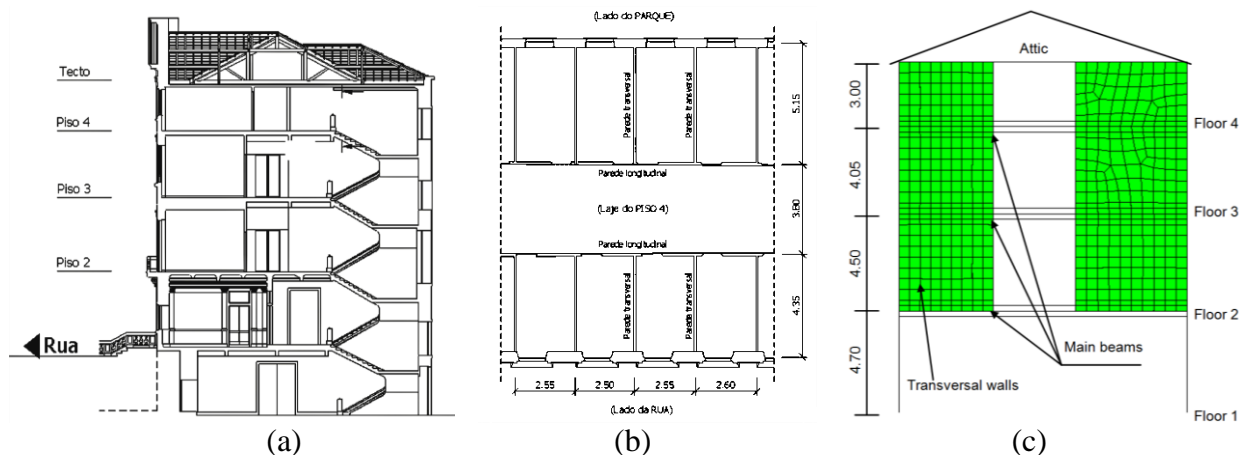 Tecto
Piso 4
Piso 3
Piso 2
Rua
(a)
(Lado do PARQUE)
Parede transversal
Parede transversal
5.15
Parede longitudinal
(Laje do PISO 4)
3.80
Parede longitudinal
Parede transversal
Parede transversal
4.35
2.55 2.50 2.55 2.60
(Lado da RUA)
(b)
Attic
3.00
Floor 4
4.05
Floor 3
4.50
Floor 2
Main beams
4.70
Transversal walls
Floor 1
(c)